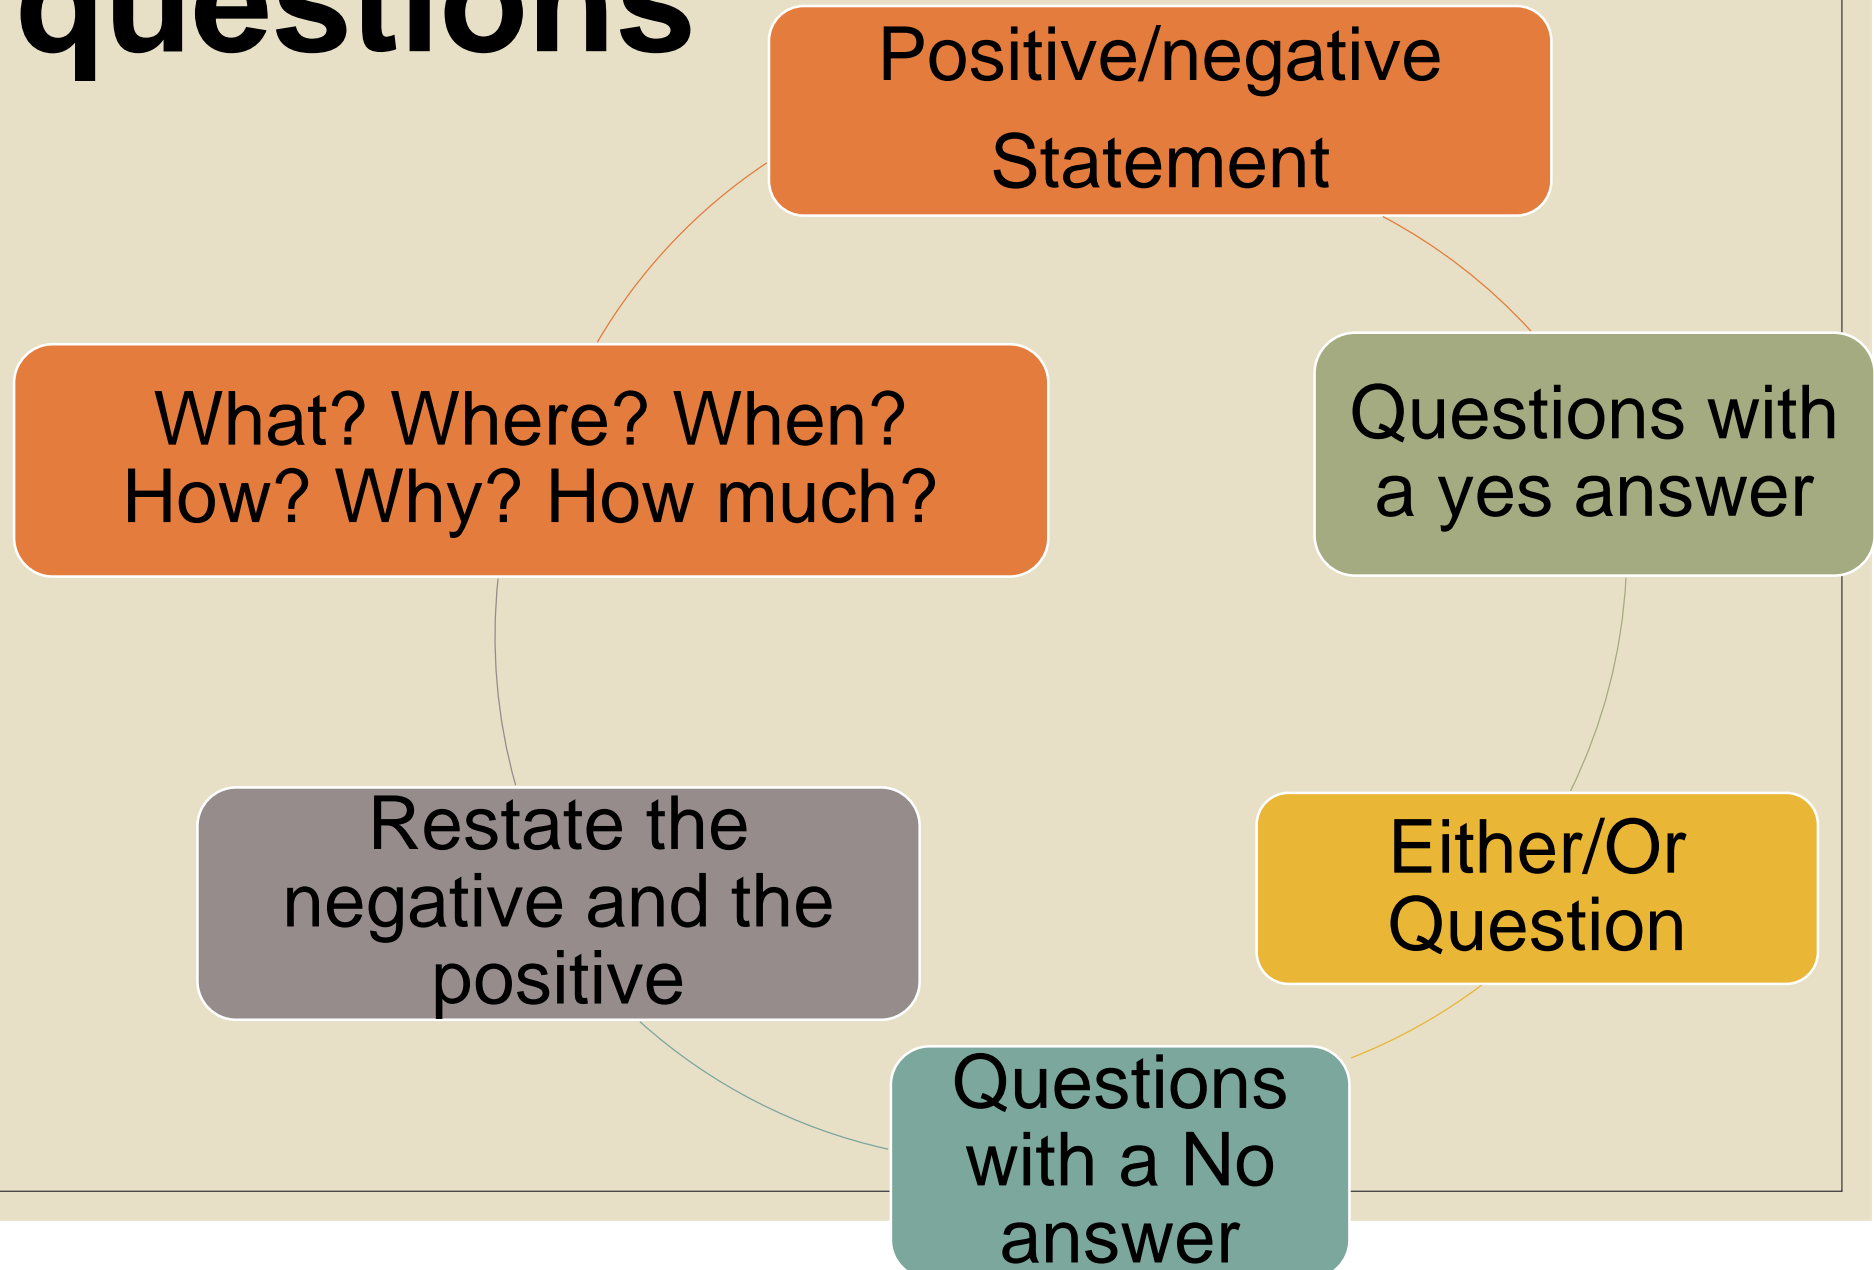 questions
Positive/negative
Statement
Questions with
a yes answer
Either/Or
Question
Questions
with a No
answer
Restate the
negative and the
positive
What? Where? When?
How? Why? How much?